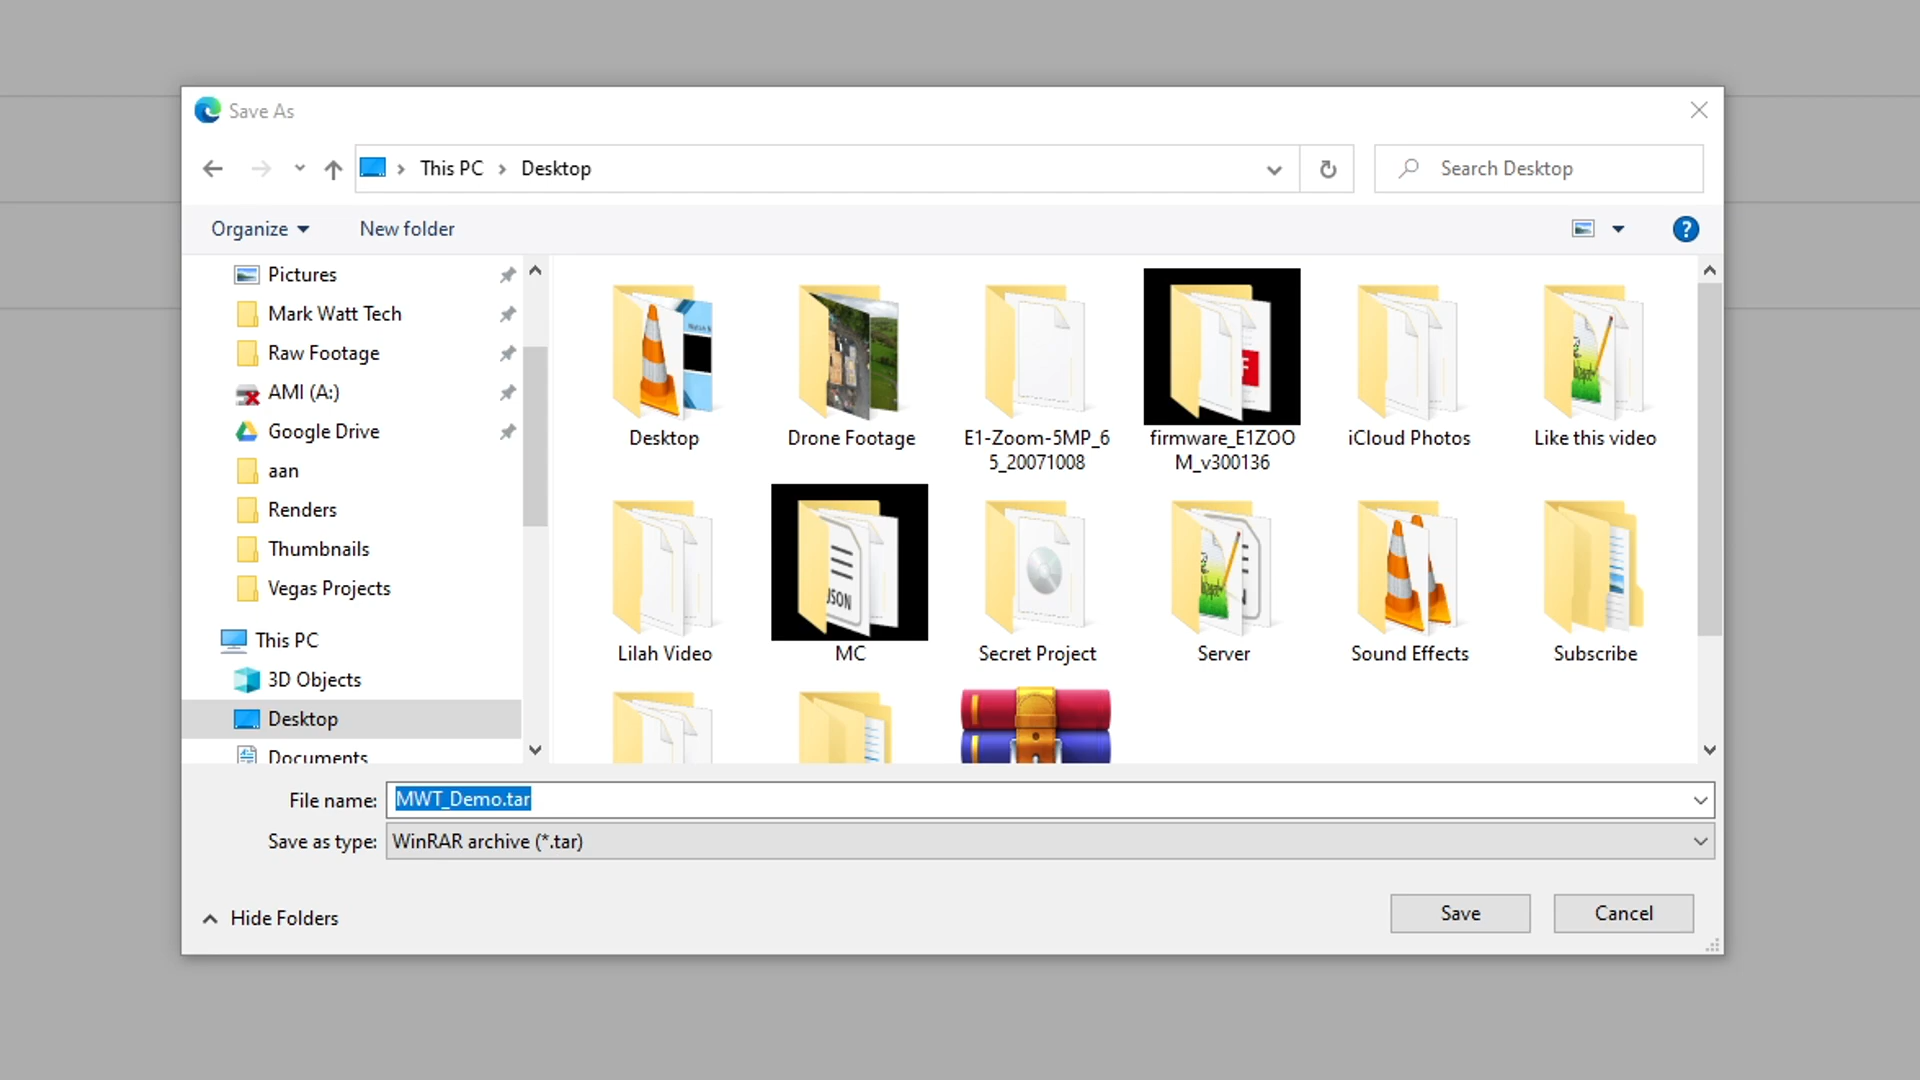 Save As
This PC > Desktop
Search Desktop
Organize
New folder
?
Pictures
Mark Watt Tech
Raw Footage
AMI (A:)
Google Drive
aan
Renders
Thumbnails
Vegas Projects
This PC
3D Objects
Desktop
Documents
Desktop
Drone Footage
E1-Zoom-5MP_6
5_20071008
firmware_E1ZOO
M_v300136
iCloud Photos
Like this video
Lilah Video
JSON
MC
Secret Project
Server
Sound Effects
Subscribe
File name: MWT_Demo.tar
Save as type: WinRAR archive (*.tar)
Hide Folders
Save
Cancel